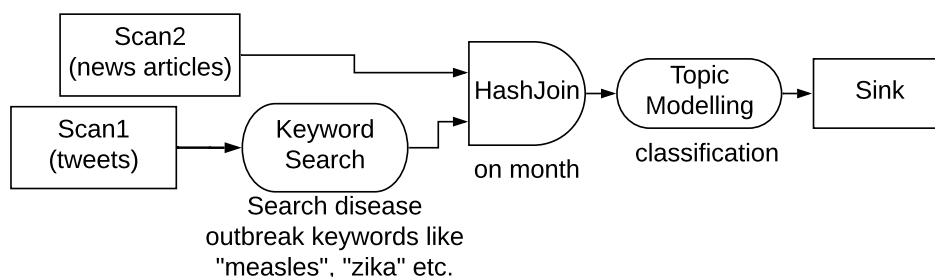 Scan2
(news articles)
Scan1
(tweets)
Keyword
Search
Search disease
outbreak keywords like
"measles", "zika" etc.
HashJoin
on month
Topic
Modelling
classification
Sink